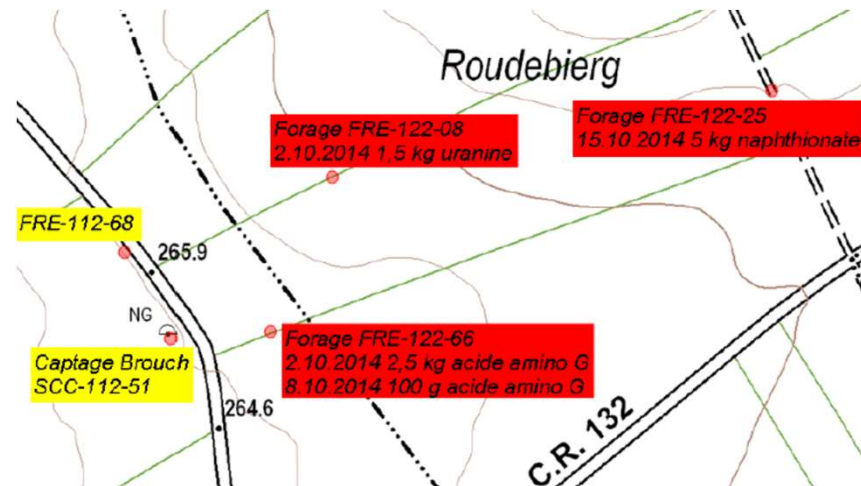 Roudebierg
Forage FRE-122-25
15.10.2014 5 kg naphthionate
Forage FRE-122-08
2.10.2014 1,5 kg uranine
FRE-112-68
265.9
NG
Forage FRE-122-66
2.10.2014 2,5 kg acide amino G
8.10.2014 100 g acide amino G
Captage Brouch
SCC-112-51
264.6
C.R. 132